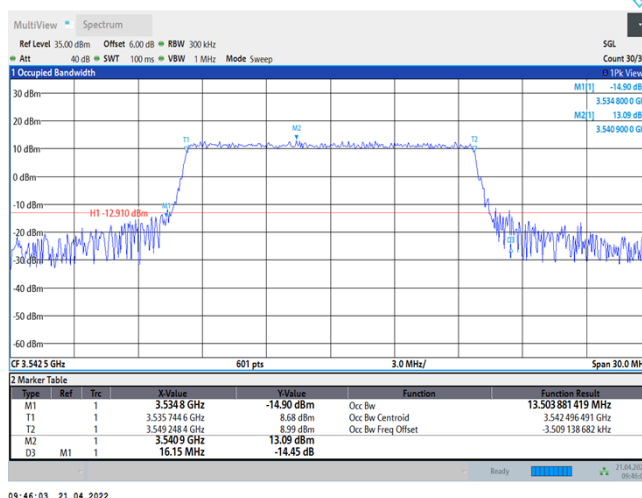 MultiView Spectrum
Ref Level 35.00 dBm Offset 6.00 dB RBW 300 kHz SGL
Att 40 dB SWT 100 ms VBW 1 MHz Mode Sweep Count 30/3
1 Occupied Bandwidth 1Pk View
M1[1] -14.90 dB
30 dBm
3.534 800 0 G
M2[1] 13.09 dB
20 dBm
3.540 900 0 G
T1 M2 T2
10 dBm
0 dBm
-10 dBm
M1
H1 -12.910 dBm
-20 dBm
D3
-30 dBm
-40 dBm
-50 dBm
-60 dBm
CF 3.542 5 GHz 601 pts 3.0 MHz/ Span 30.0 MH
2 Marker Table
Type Ref Trc X-Value Y-Value Function Function Result
M1 1 3.534 8 GHz -14.90 dBm Occ Bw 13.503 881 419 MHz
T1 1 3.535 744 6 GHz 8.68 dBm Occ Bw Centroid 3.542 496 491 GHz
T2 1 3.549 248 4 GHz 8.99 dBm Occ Bw Freq Offset -3.509 138 682 kHz
M2 1 3.540 9 GHz 13.09 dBm
D3 M1 1 16.15 MHz -14.45 dB
Ready 21.04.202
09:46:0
09:46:03 21.04.2022